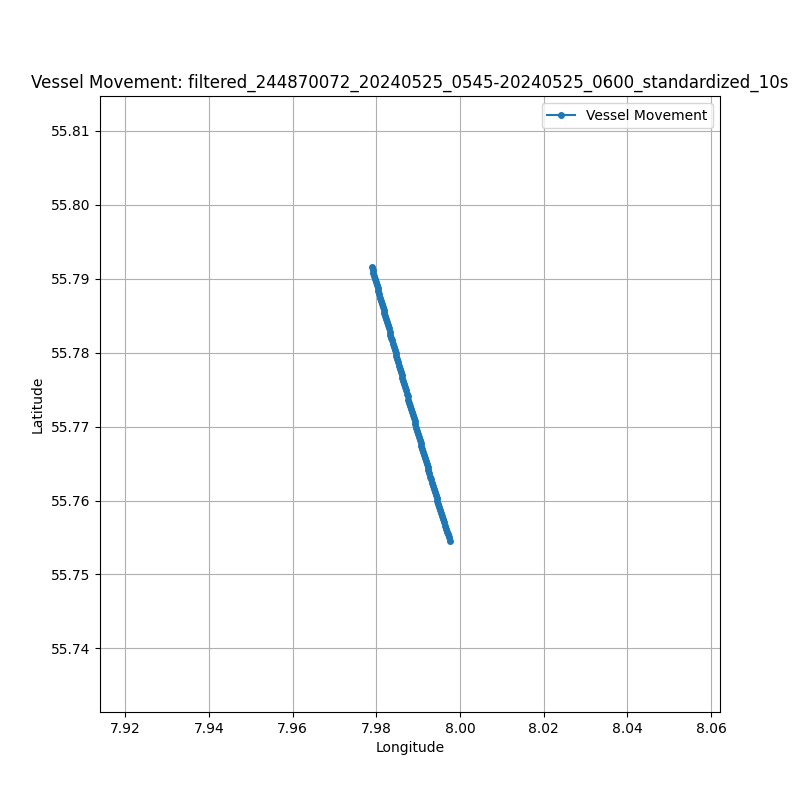 Vessel Movement: filtered_244870072_20240525_0545-20240525_0600_standardized_10s
Vessel Movement
55.81
55.80
55.79
55.78
55.77
55.76
55.75
55.74
Latitude
7.92 7.94 7.96 7.98 8.00 8.02 8.04 8.06
Longitude